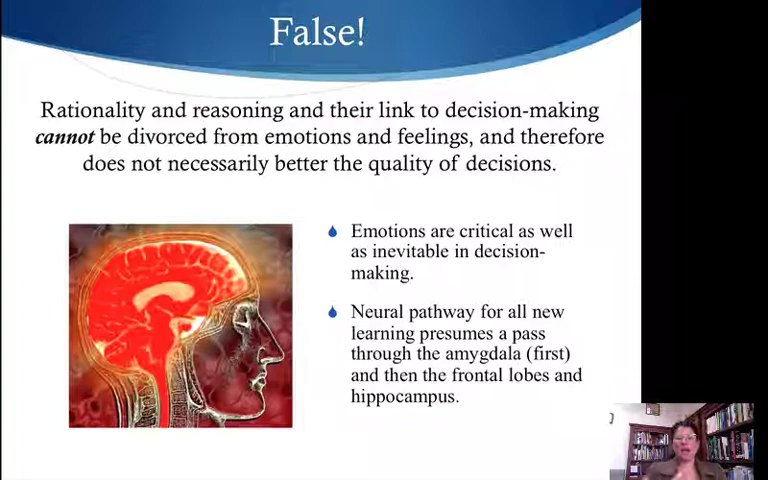 False!
Rationality and reasoning and their link to decision-making
cannot be divorced from emotions and feelings, and therefore
does not necessarily better the quality of decisions.
Emotions are critical as well
as inevitable in decision-
making.
Neural pathway for all new
learning presumes a pass
through the amygdala (first)
and then the frontal lobes and
hippocampus.